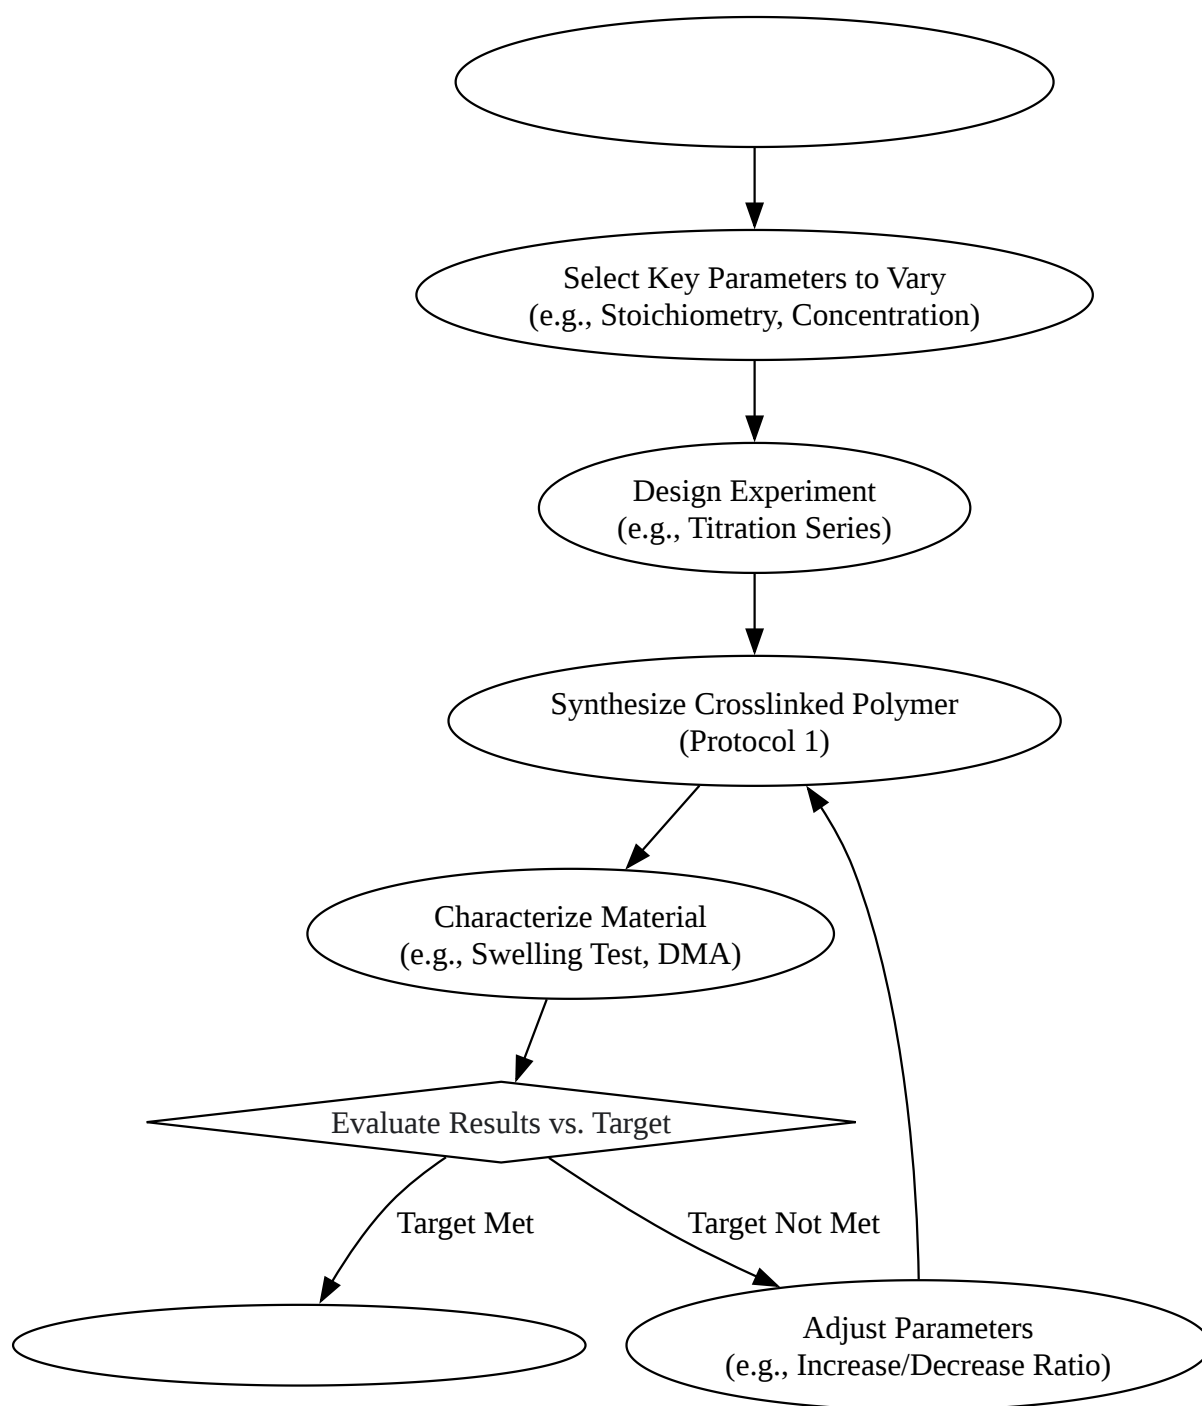 Select Key Parameters to Vary
(e.g., Stoichiometry, Concentration)
Design Experiment
(e.g., Titration Series)
Synthesize Crosslinked Polymer
(Protocol 1)
Characterize Material
(e.g., Swelling Test, DMA)
Evaluate Results vs. Target
Target Met
Target Not Met
Adjust Parameters
(e.g., Increase/Decrease Ratio)